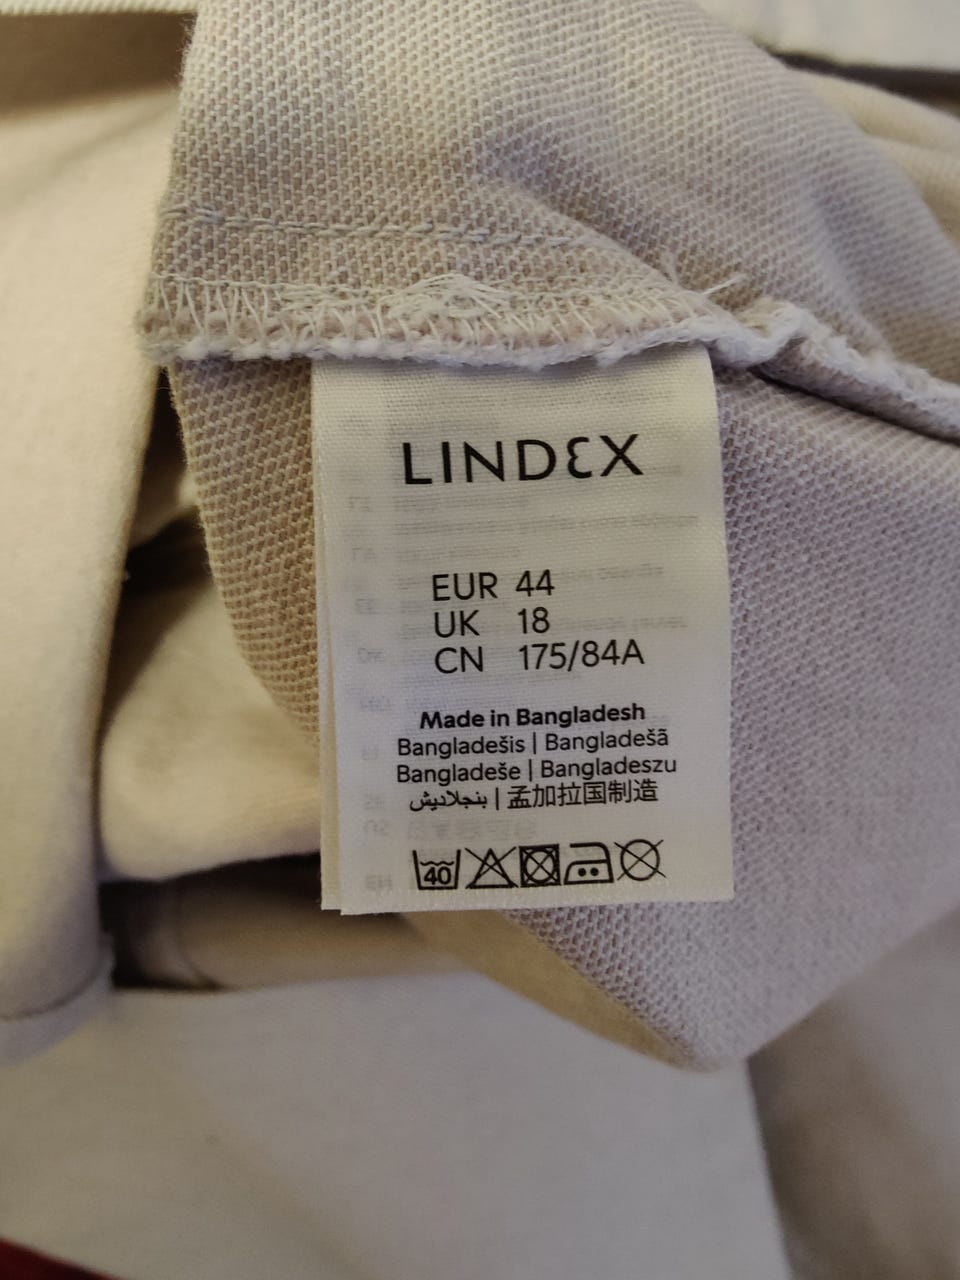 LINDEX
EUR 44
UK 18
CN 175/84A
Made in Bangladesh
Bangladešis | Bangladešā
Bangladeše | Bangladeszu
بنجلاديش | 孟加拉国制造
40